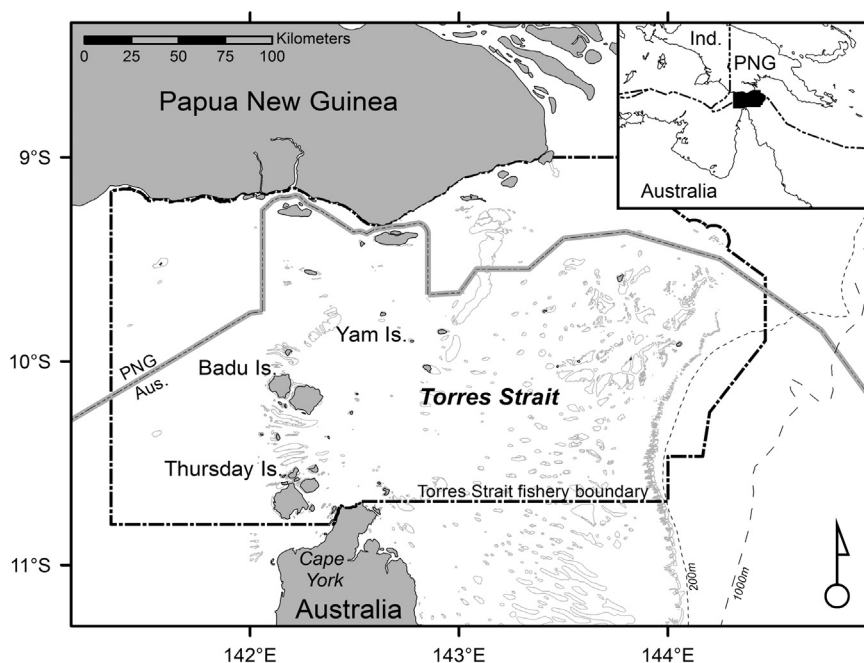 Kilometers
0 25 50 75 100
Ind.
PNG
Australia
Papua New Guinea
9°S
10°S
11°S
PNG
Aus.
Yam Is.
Badu Is.
Torres Strait
Thursday Is.
Torres Strait fishery boundary
Cape
York
Australia
200m
1000m
142°E
143°E
144°E